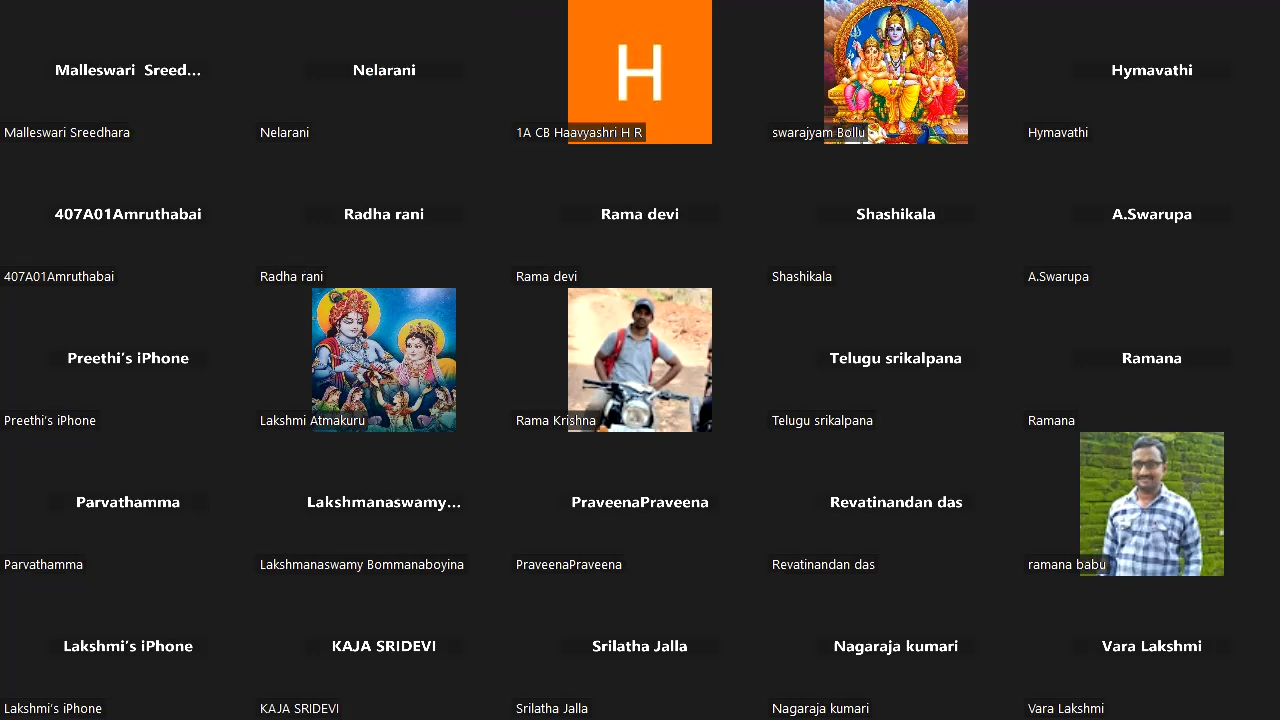 Malleswari Sreed...
Malleswari Sreedhara
Nelarani
Nelarani
H
1A CB Haavyashri H R
swarajyam Bollu
Hymavathi
Hymavathi
407A01Amruthabai
407A01Amruthabai
Radha rani
Radha rani
Rama devi
Rama devi
Shashikala
Shashikala
A.Swarupa
A.Swarupa
Preethi's iPhone
Preethi's iPhone
Lakshmi Atmakuru
Rama Krishna
Telugu srikalpana
Telugu srikalpana
Ramana
Ramana
Parvathamma
Parvathamma
Lakshmanaswamy...
Lakshmanaswamy Bommanaboyina
PraveenaPraveena
PraveenaPraveena
Revatinandan das
Revatinandan das
ramana babu
Lakshmi's iPhone
Lakshmi's iPhone
KAJA SRIDEVI
KAJA SRIDEVI
Srilatha Jalla
Srilatha Jalla
Nagaraja kumari
Nagaraja kumari
Vara Lakshmi
Vara Lakshmi